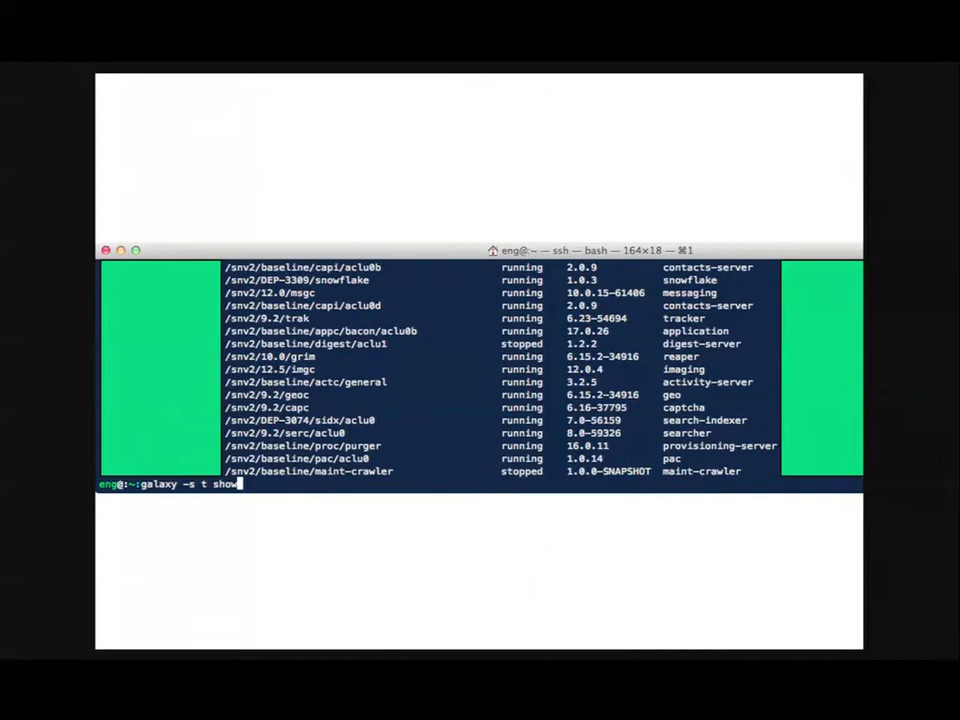 eng@:~ — ssh — bash — 164×18 — ⌘1
/snv2/baseline/capi/aclu0b running 2.0.9 contacts-server
/snv2/DEP-3309/snowflake running 1.0.3 snowflake
/snv2/12.0/msgc running 10.0.15-61406 messaging
/snv2/baseline/capi/aclu0d running 2.0.9 contacts-server
/snv2/9.2/trak running 6.23-54694 tracker
/snv2/baseline/appc/bacon/aclu0b running 17.0.26 application
/snv2/baseline/digest/aclu1 stopped 1.2.2 digest-server
/snv2/10.0/grim running 6.15.2-34916 reaper
/snv2/12.5/imgc running 12.0.4 imaging
/snv2/baseline/actc/general running 3.2.5 activity-server
/snv2/9.2/geoc running 6.15.2-34916 geo
/snv2/9.2/capc running 6.16-37795 captcha
/snv2/DEP-3074/sidx/aclu0 running 7.0-56159 search-indexer
/snv2/9.2/serc/aclu0 running 8.0-59326 searcher
/snv2/baseline/proc/purger running 16.0.11 provisioning-server
/snv2/baseline/pac/aclu0 running 1.0.14 pac
/snv2/baseline/maint-crawler stopped 1.0.0-SNAPSHOT maint-crawler
eng@:~:galaxy -s t show